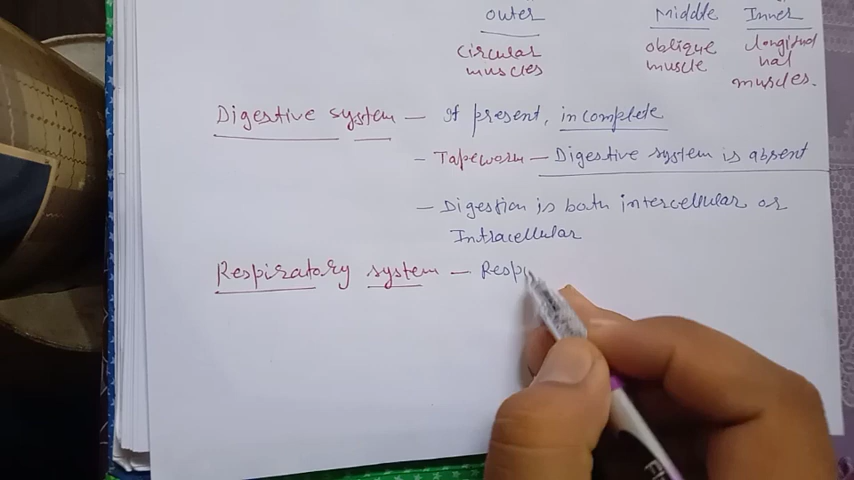 Outer Middle Inner
Circular muscles oblique muscle longitudnal muscles.
Digestive system — If present, incomplete
- Tapeworm — Digestive system is absent
- Digestion is both intercellular or
Intracellular
Respiratory system — Resp